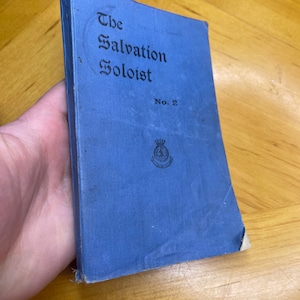 The
Salvation
Soloist
No. 2